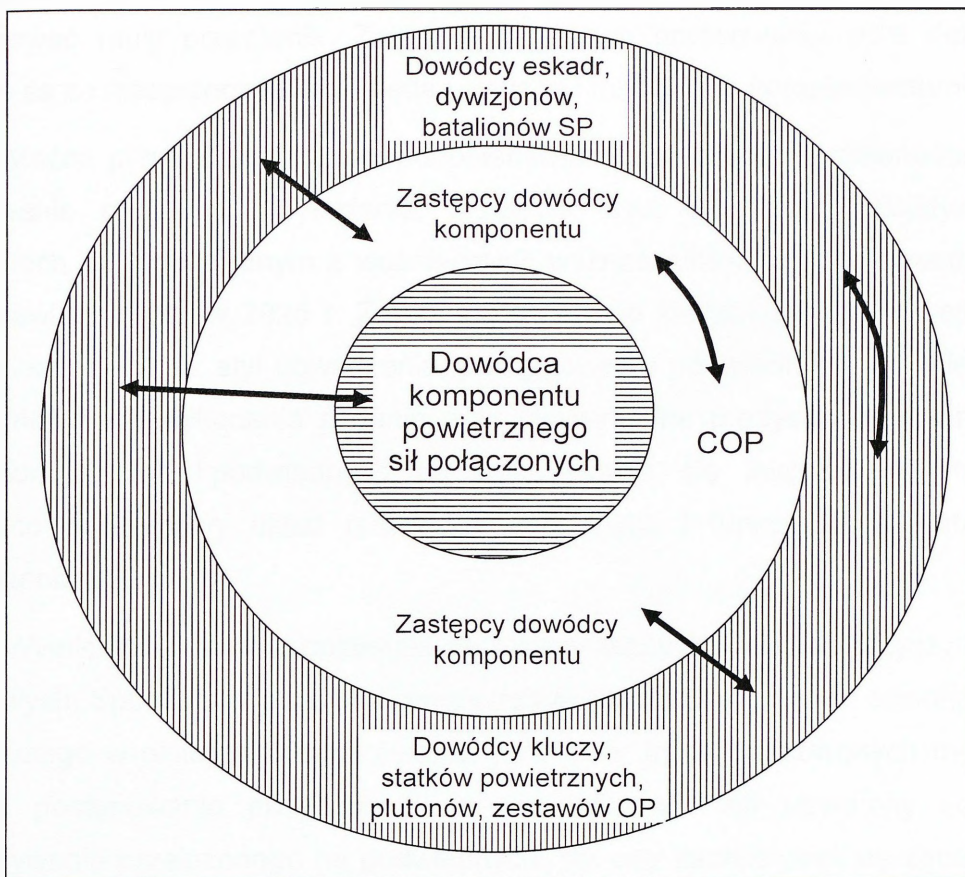 Dowódcy eskadr,
dywizjonów,
batalionów SP
Zastępcy dowódcy
komponentu
Dowódca
komponentu
powietrznego
sił połączonych
COP
Zastępcy dowódcy
komponentu
Dowódcy kluczy,
statków powietrznych,
plutonów, zestawów OP